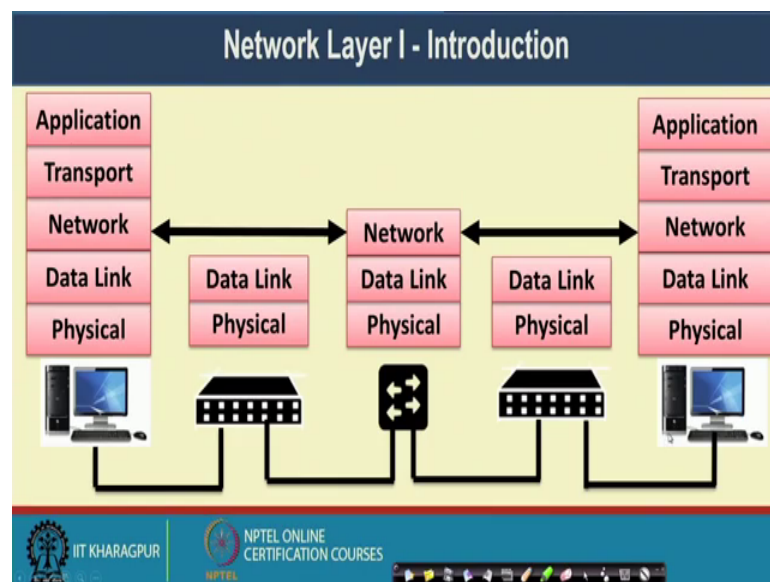 Network Layer I - Introduction
Application
Transport
Network
Data Link
Physical
Data Link
Physical
Network
Data Link
Physical
Data Link
Physical
Application
Transport
Network
Data Link
Physical
IIT KHARAGPUR
NPTEL
NPTEL ONLINE
CERTIFICATION COURSES